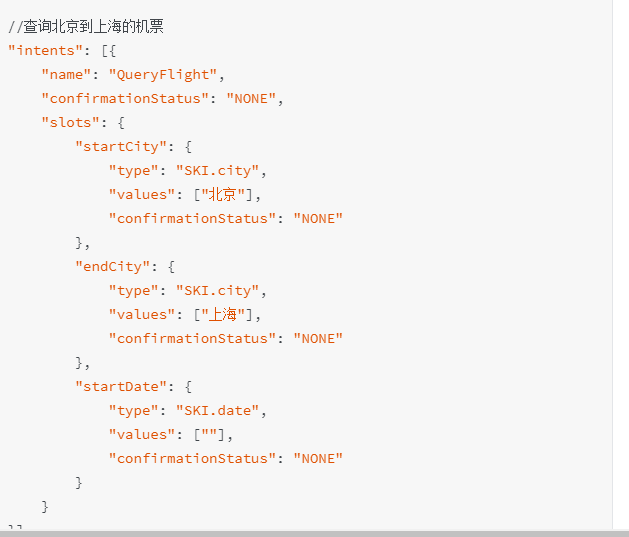 //查询北京到上海的机票
"intents": [{
    "name": "QueryFlight",
    "confirmationStatus": "NONE",
    "slots": {
        "startCity": {
            "type": "SKI.city",
            "values": ["北京"],
            "confirmationStatus": "NONE"
        },
        "endCity": {
            "type": "SKI.city",
            "values": ["上海"],
            "confirmationStatus": "NONE"
        },
        "startDate": {
            "type": "SKI.date",
            "values": [""],
            "confirmationStatus": "NONE"
        }
    }